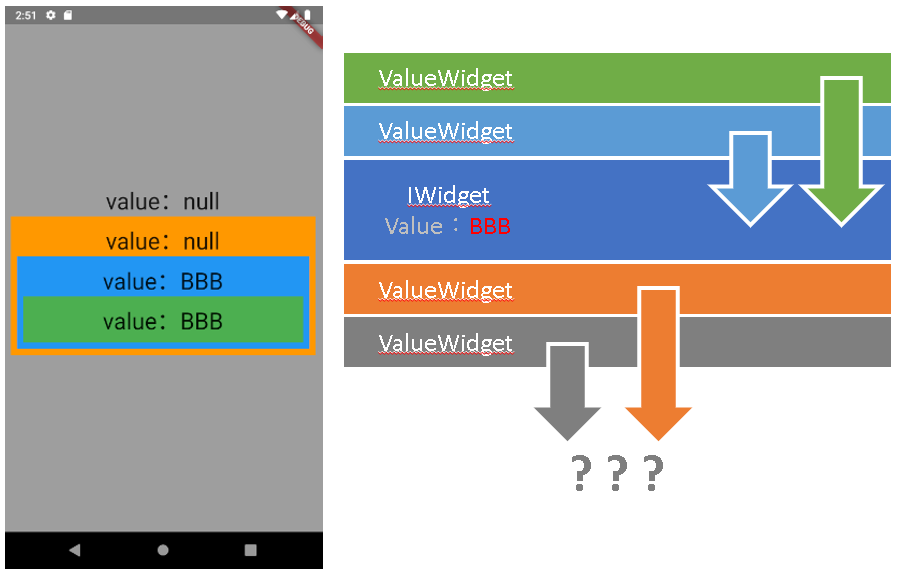 2:51
DEBUG
value：null
value：null
value：BBB
value：BBB
ValueWidget
ValueWidget
IWidget
Value：BBB
ValueWidget
ValueWidget
? ? ?